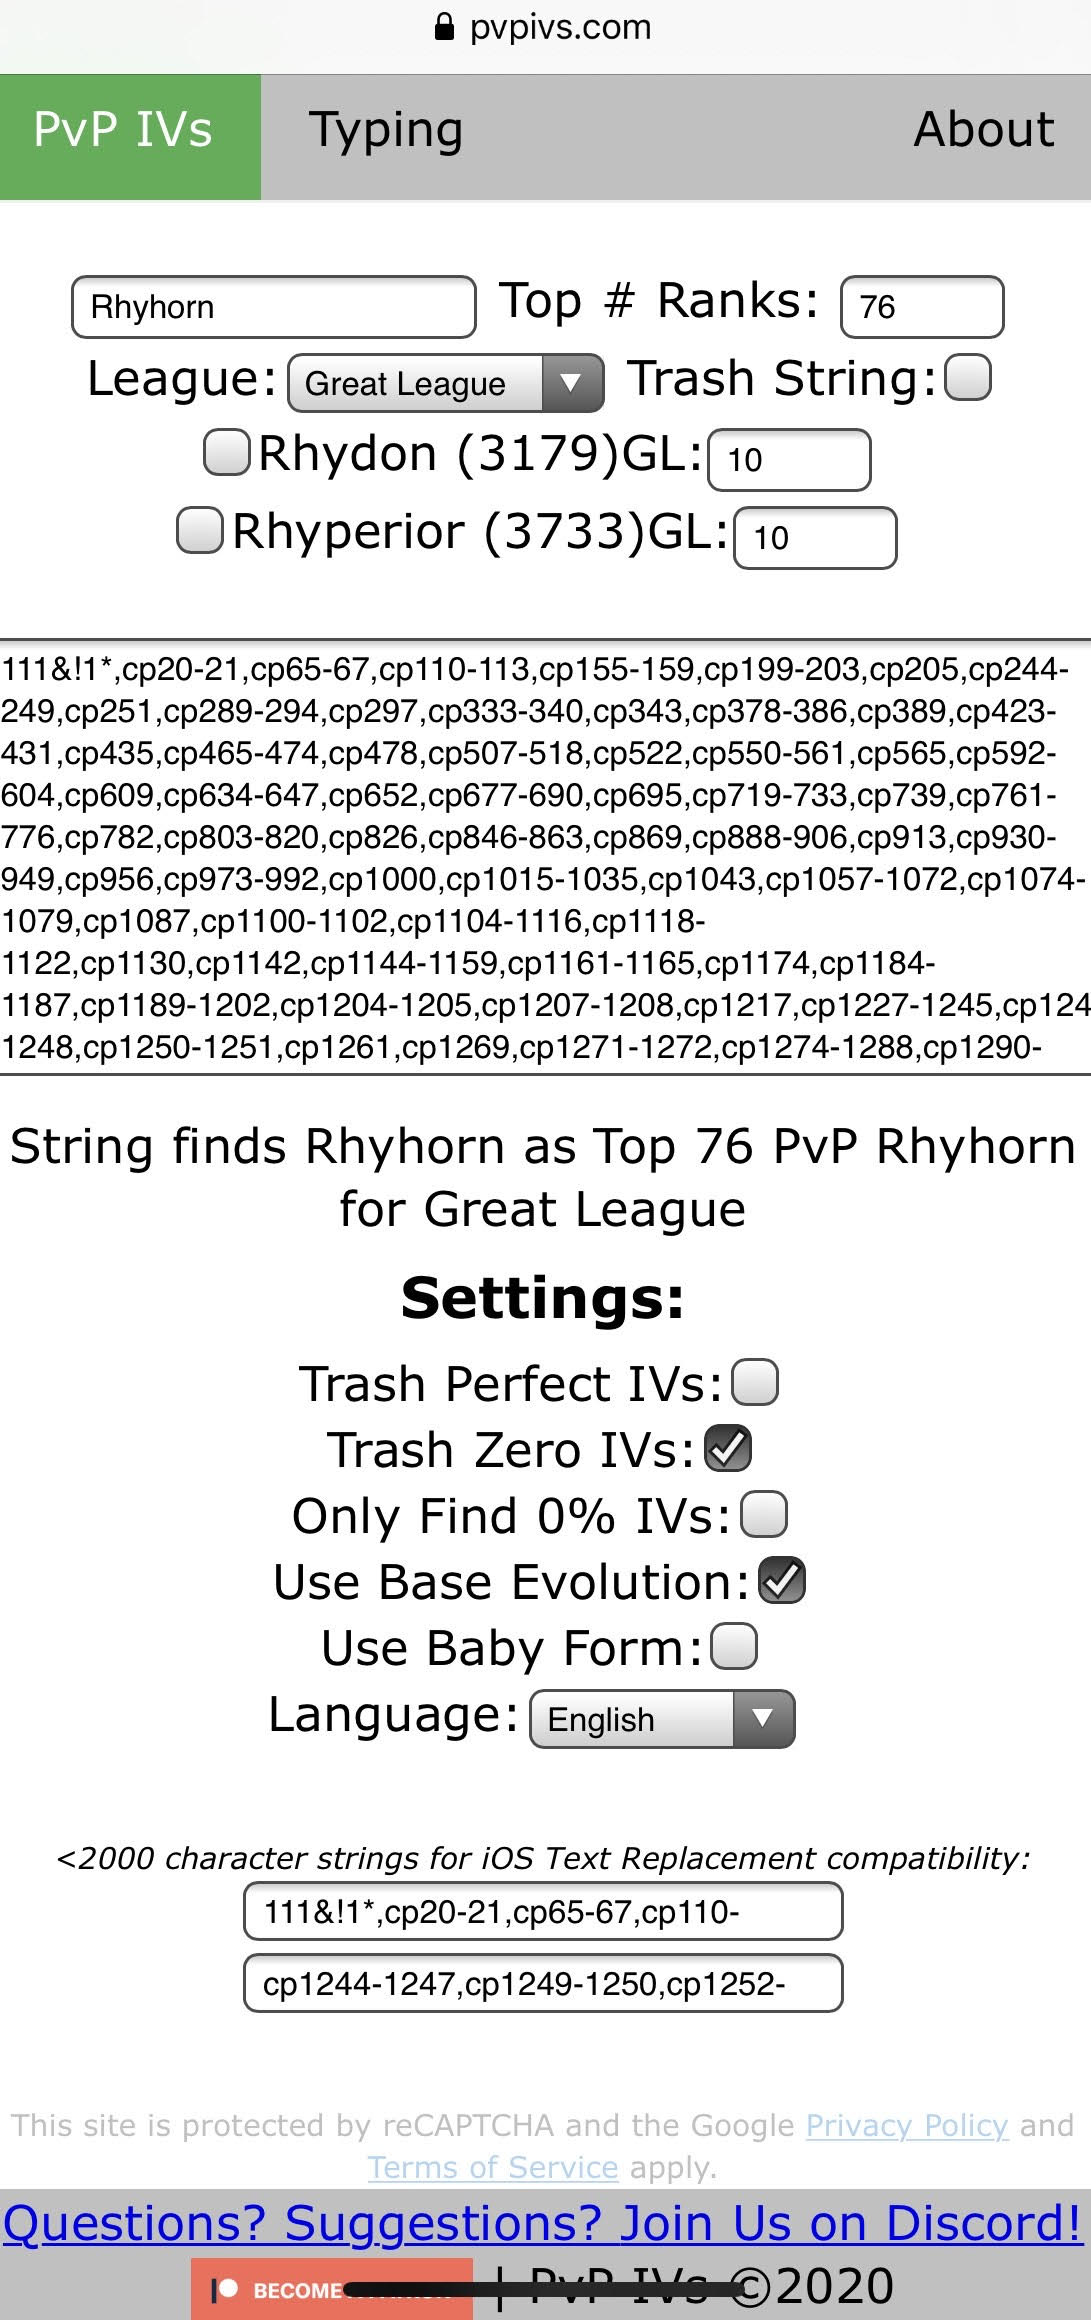 pvpivs.com
PvP IVs Typing About
Rhyhorn Top # Ranks: 76
League: Great League Trash String:
Rhydon (3179)GL: 10
Rhyperior (3733)GL: 10
111&!1*,cp20-21,cp65-67,cp110-113,cp155-159,cp199-203,cp205,cp244-
249,cp251,cp289-294,cp297,cp333-340,cp343,cp378-386,cp389,cp423-
431,cp435,cp465-474,cp478,cp507-518,cp522,cp550-561,cp565,cp592-
604,cp609,cp634-647,cp652,cp677-690,cp695,cp719-733,cp739,cp761-
776,cp782,cp803-820,cp826,cp846-863,cp869,cp888-906,cp913,cp930-
949,cp956,cp973-992,cp1000,cp1015-1035,cp1043,cp1057-1072,cp1074-
1079,cp1087,cp1100-1102,cp1104-1116,cp1118-
1122,cp1130,cp1142,cp1144-1159,cp1161-1165,cp1174,cp1184-
1187,cp1189-1202,cp1204-1205,cp1207-1208,cp1217,cp1227-1245,cp124
1248,cp1250-1251,cp1261,cp1269,cp1271-1272,cp1274-1288,cp1290-
String finds Rhyhorn as Top 76 PvP Rhyhorn
for Great League
Settings:
Trash Perfect IVs:
Trash Zero IVs:
Only Find 0% IVs:
Use Base Evolution:
Use Baby Form:
Language: English
<2000 character strings for iOS Text Replacement compatibility:
111&!1*,cp20-21,cp65-67,cp110-
cp1244-1247,cp1249-1250,cp1252-
This site is protected by reCAPTCHA and the Google Privacy Policy and
Terms of Service apply.
Questions? Suggestions? Join Us on Discord!
BECOME | PvP IVs ©2020